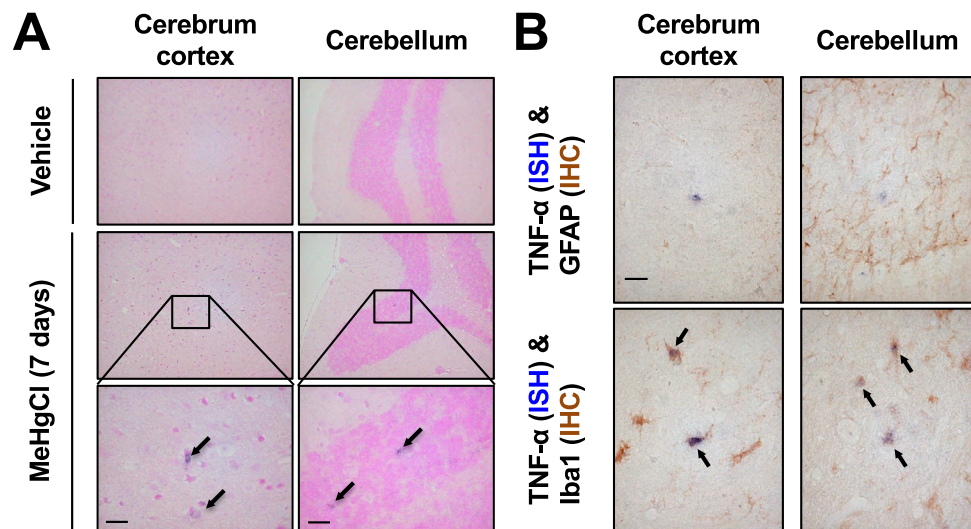 A
Cerebrum
cortex
Cerebellum
Vehicle
MeHgCl (7 days)
B
Cerebrum
cortex
Cerebellum
TNF-α (ISH) &
GFAP (IHC)
TNF-α (ISH) &
Iba1 (IHC)